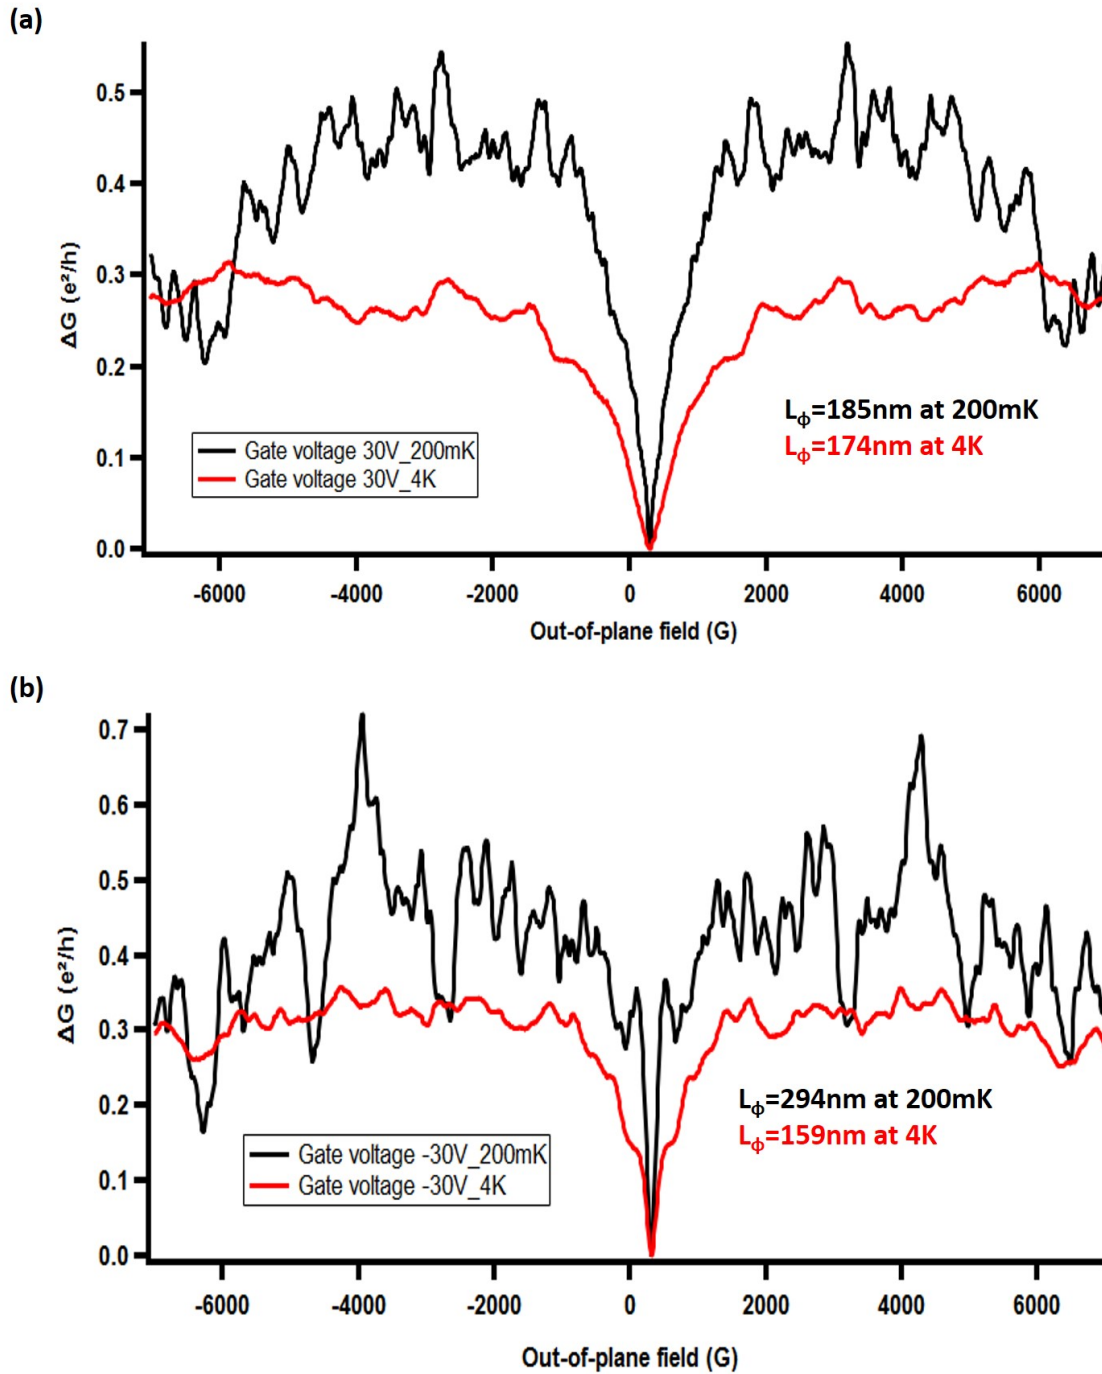 (a)
0.5
0.4
0.3
0.2
0.1
0.0
ΔG (e²/h)
Lϕ=185nm at 200mK
Lϕ=174nm at 4K
Gate voltage 30V_200mK
Gate voltage 30V_4K
-6000 -4000 -2000 0 2000 4000 6000
Out-of-plane field (G)
(b)
0.7
0.6
0.5
0.4
0.3
0.2
0.1
0.0
ΔG (e²/h)
Lϕ=294nm at 200mK
Lϕ=159nm at 4K
Gate voltage -30V_200mK
Gate voltage -30V_4K
-6000 -4000 -2000 0 2000 4000 6000
Out-of-plane field (G)